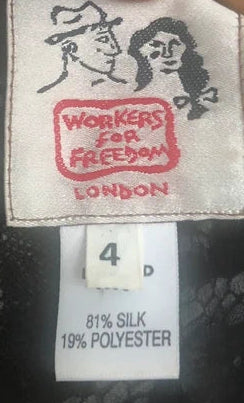 WORKERS
FOR
FREEDOM
LONDON
4
81% SILK
19% POLYESTER